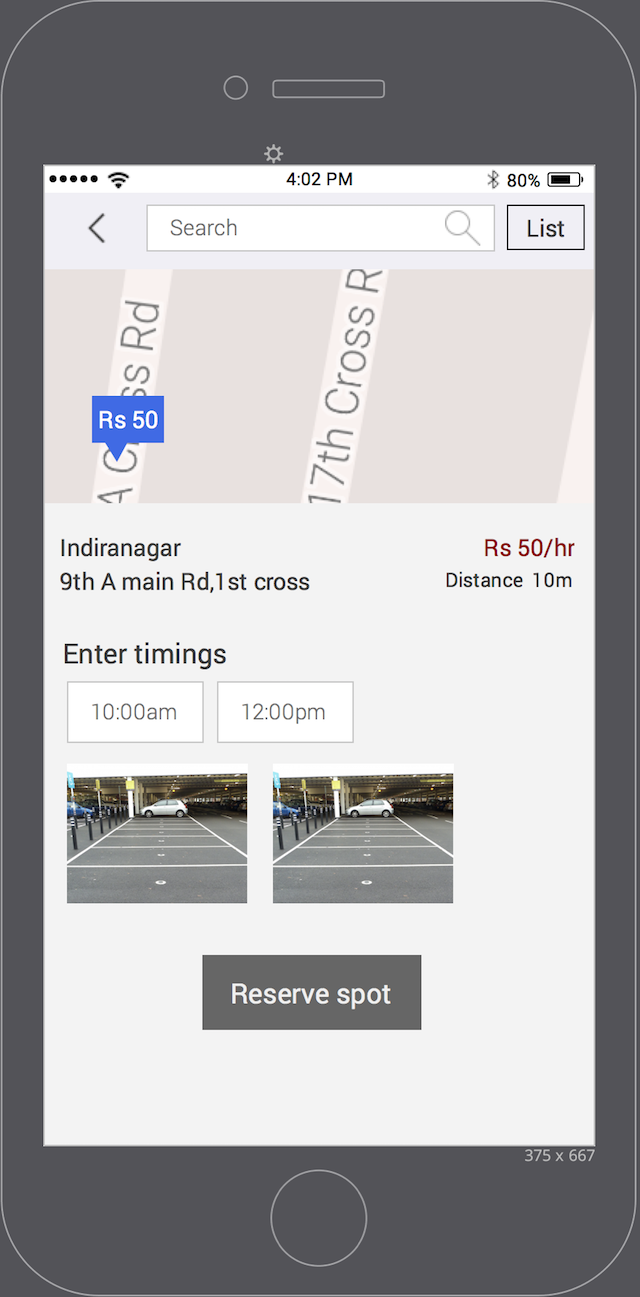 4:02 PM
80%
Search
List
A Cross Rd
17th Cross R
Rs 50
Indiranagar
Rs 50/hr
9th A main Rd,1st cross
Distance 10m
Enter timings
10:00am
12:00pm
Reserve spot
375 x 667